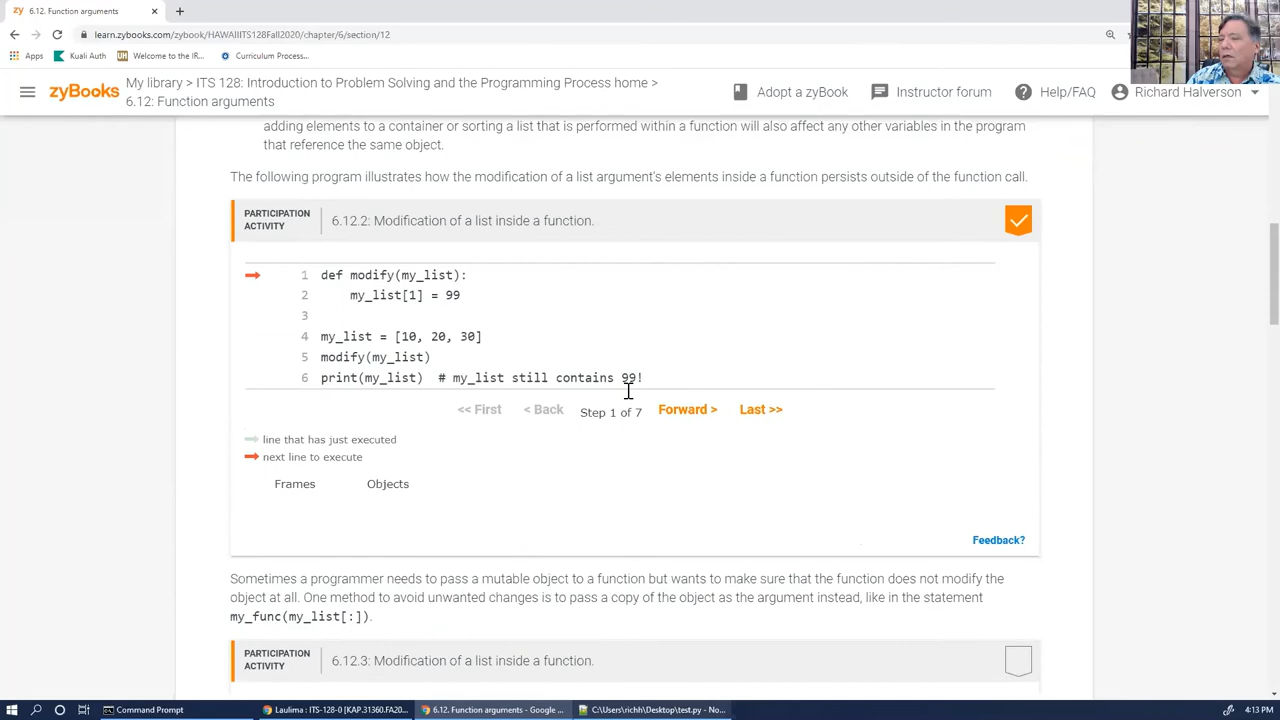 zy 6.12. Function arguments
learn.zybooks.com/zybook/HAWAIIITS128Fall2020/chapter/6/section/12
Apps Kuali Auth UH Welcome to the IR... Curriculum Process...
zyBooks
My library > ITS 128: Introduction to Problem Solving and the Programming Process home >
6.12: Function arguments
Adopt a zyBook
Instructor forum
Help/FAQ
Richard Halverson
adding elements to a container or sorting a list that is performed within a function will also affect any other variables in the program
that reference the same object.
The following program illustrates how the modification of a list argument's elements inside a function persists outside of the function call.
PARTICIPATION
ACTIVITY
6.12.2: Modification of a list inside a function.
1 def modify(my_list):
2 my_list[1] = 99
3
4 my_list = [10, 20, 30]
5 modify(my_list)
6 print(my_list) # my_list still contains 99!
<< First < Back Step 1 of 7 Forward > Last >>
line that has just executed
next line to execute
Frames Objects
Feedback?
Sometimes a programmer needs to pass a mutable object to a function but wants to make sure that the function does not modify the
object at all. One method to avoid unwanted changes is to pass a copy of the object as the argument instead, like in the statement
my_func(my_list[:]).
PARTICIPATION
ACTIVITY
6.12.3: Modification of a list inside a function.
Command Prompt
Laulima : ITS-128-0 [KAP.31360.FA20...
6.12. Function arguments - Google ...
C:\Users\richh\Desktop\test.py - No...
4:13 PM